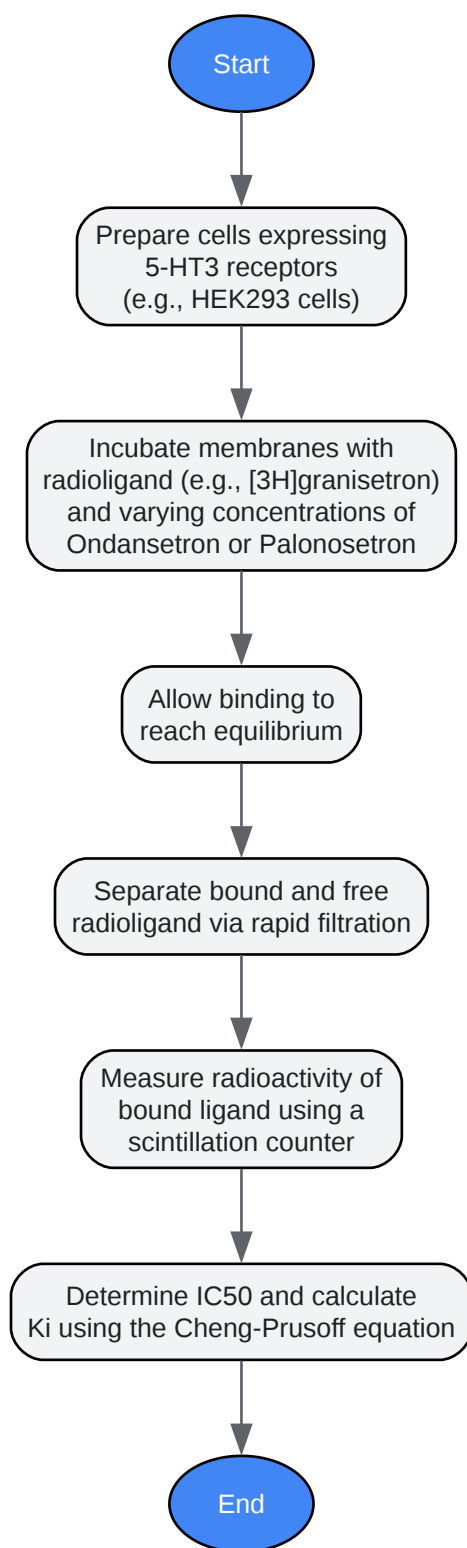 Start
Prepare cells expressing
5-HT3 receptors
(e.g., HEK293 cells)
Incubate membranes with
radioligand (e.g., [3H]granisetron)
and varying concentrations of
Ondansetron or Palonosetron
Allow binding to
reach equilibrium
Separate bound and free
radioligand via rapid filtration
Measure radioactivity of
bound ligand using a
scintillation counter
Determine IC50 and calculate
Ki using the Cheng-Prusoff equation
End